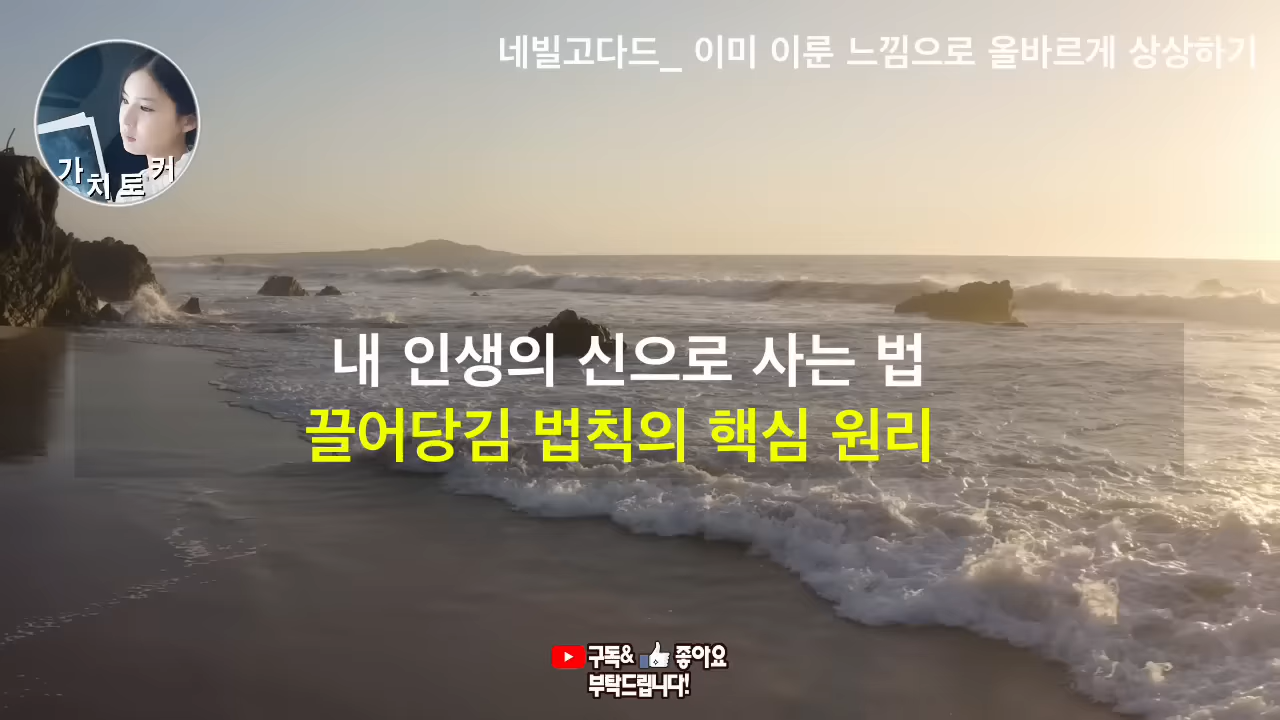 네빌고다드_ 이미 이룬 느낌으로 올바르게 상상하기
가치토커
내 인생의 신으로 사는 법
끌어당김 법칙의 핵심 원리
구독& 좋아요
부탁드립니다!